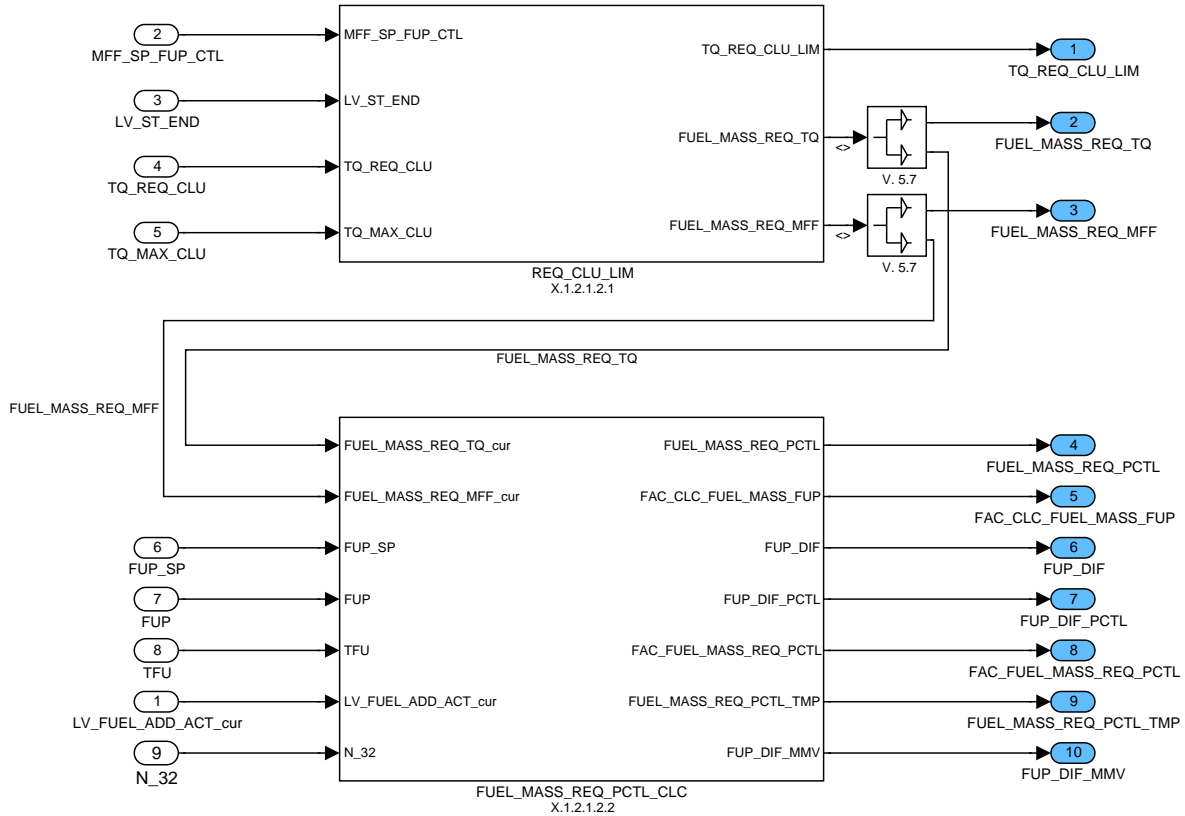 2
MFF_SP_FUP_CTL
MFF_SP_FUP_CTL
TQ_REQ_CLU_LIM
1
TQ_REQ_CLU_LIM
3
LV_ST_END
LV_ST_END
FUEL_MASS_REQ_TQ
<>
V. 5.7
2
FUEL_MASS_REQ_TQ
4
TQ_REQ_CLU
TQ_REQ_CLU
5
TQ_MAX_CLU
TQ_MAX_CLU
FUEL_MASS_REQ_MFF
<>
V. 5.7
3
FUEL_MASS_REQ_MFF
REQ_CLU_LIM
X.1.2.1.2.1
FUEL_MASS_REQ_TQ
FUEL_MASS_REQ_MFF
FUEL_MASS_REQ_TQ_cur
FUEL_MASS_REQ_PCTL
4
FUEL_MASS_REQ_PCTL
FUEL_MASS_REQ_MFF_cur
FAC_CLC_FUEL_MASS_FUP
5
FAC_CLC_FUEL_MASS_FUP
6
FUP_SP
FUP_SP
FUP_DIF
6
FUP_DIF
7
FUP
FUP
FUP_DIF_PCTL
7
FUP_DIF_PCTL
8
TFU
TFU
FAC_FUEL_MASS_REQ_PCTL
8
FAC_FUEL_MASS_REQ_PCTL
1
LV_FUEL_ADD_ACT_cur
LV_FUEL_ADD_ACT_cur
FUEL_MASS_REQ_PCTL_TMP
9
FUEL_MASS_REQ_PCTL_TMP
9
N_32
N_32
FUP_DIF_MMV
10
FUP_DIF_MMV
FUEL_MASS_REQ_PCTL_CLC
X.1.2.1.2.2